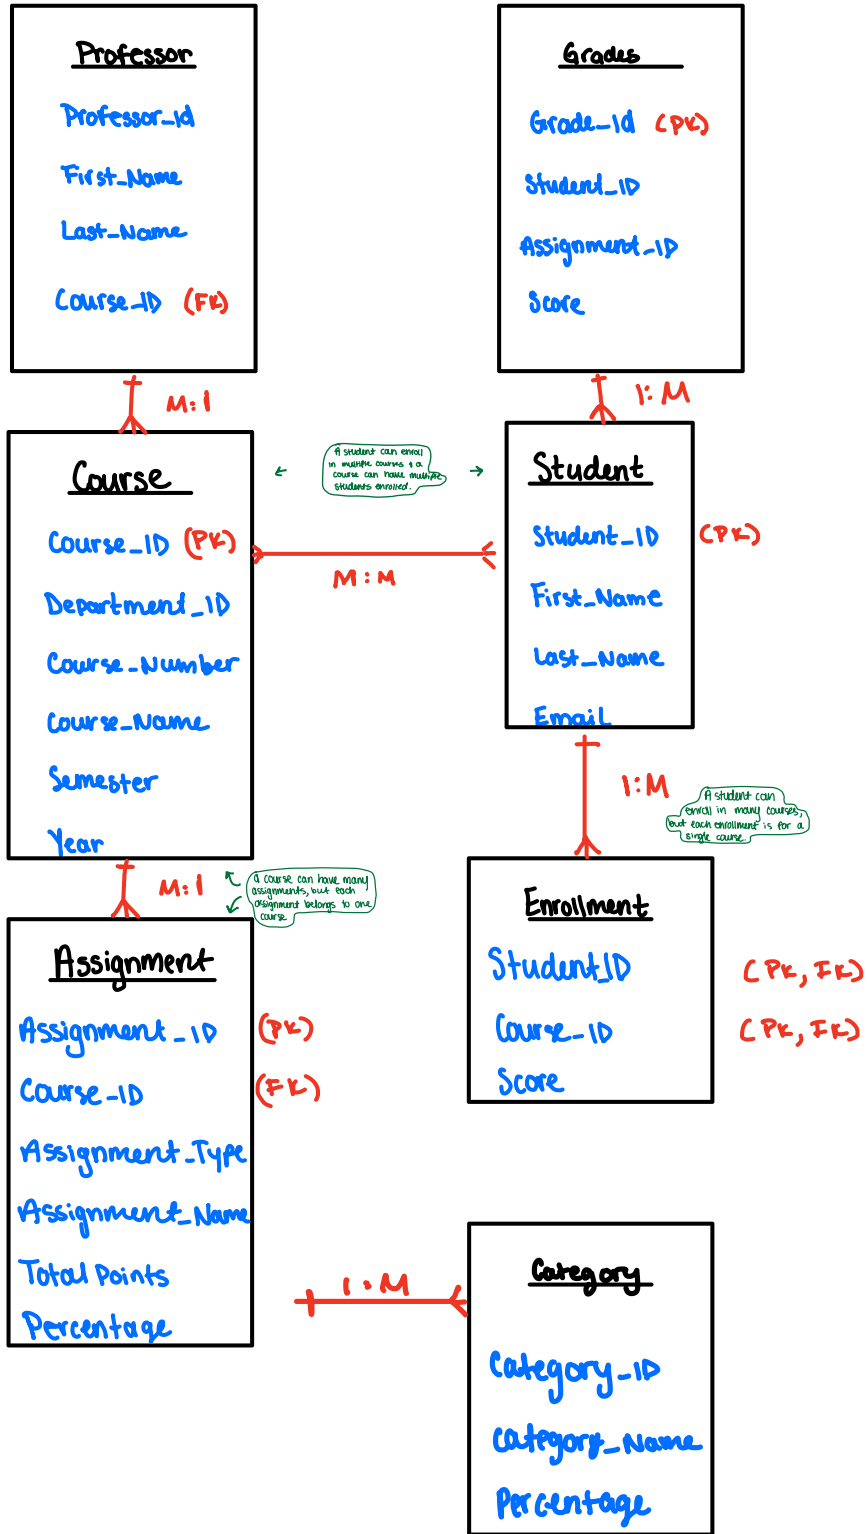 Professor
Professor_Id
First_Name
Last_Name
Course_ID (FK)
Grades
Grade_Id (PK)
Student_ID
Assignment_ID
Score
M:1
1:M
Course
Course_ID (PK)
Department_ID
Course_Number
Course_Name
Semester
Year
A student can enroll
in multiple courses & a
course can have multiple
students enrolled.
M:M
Student
Student_ID (PK)
First_Name
Last_Name
Email
1:M
A student can
enroll in many courses,
but each enrollment is for a
single course.
M:1
a course can have many
assignments, but each
assignment belongs to one
course
Assignment
Assignment_ID (PK)
Course_ID (FK)
Assignment_Type
Assignment_Name
Total Points
Percentage
Enrollment
Student_ID (PK, FK)
Course_ID (PK, FK)
Score
1:M
Category
Category_ID
Category_Name
Percentage